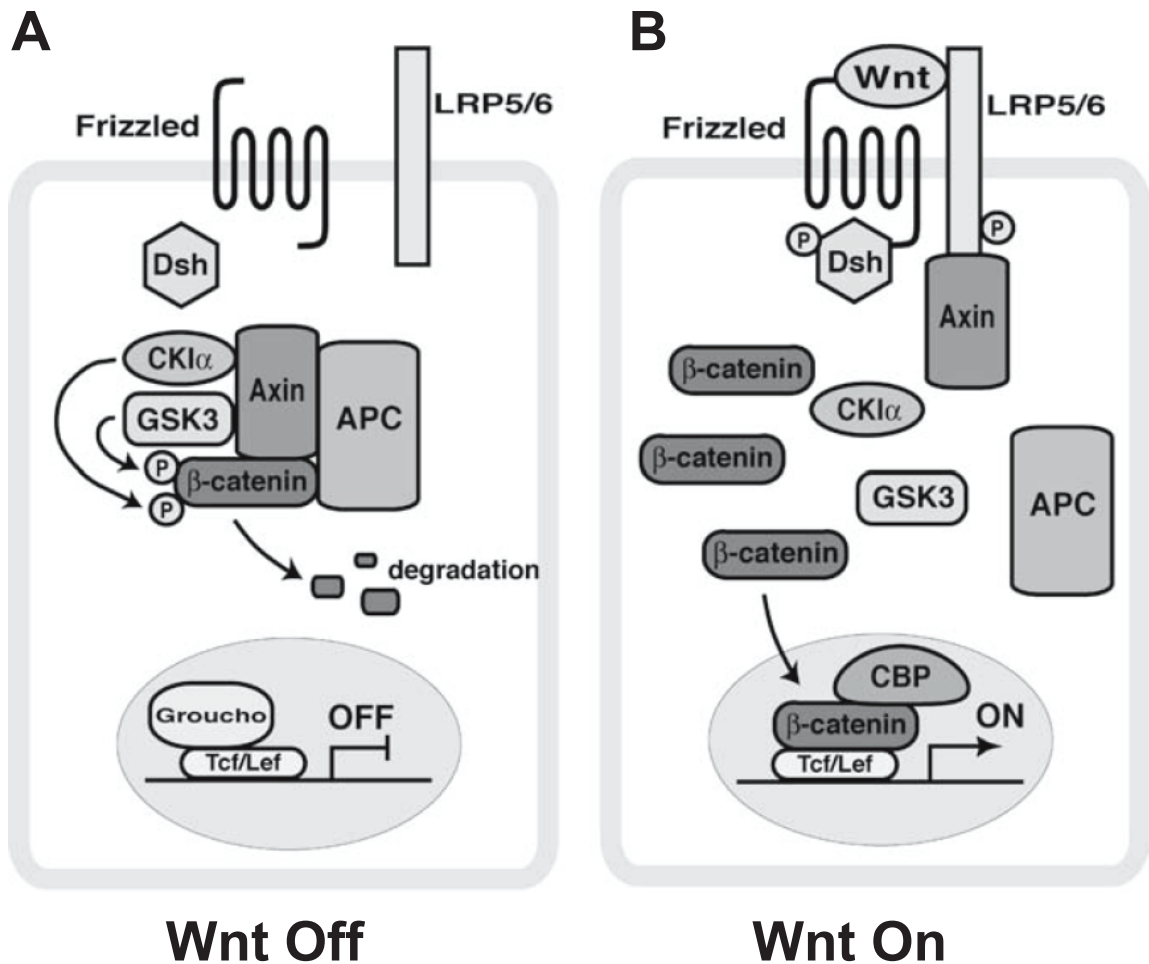 A
Frizzled
LRP5/6
Dsh
CKIα
GSK3
Axin
APC
P
β-catenin
P
degradation
Groucho
OFF
Tcf/Lef
Wnt Off
B
Wnt
Frizzled
LRP5/6
P
Dsh
P
Axin
β-catenin
CKIα
β-catenin
GSK3
APC
β-catenin
CBP
β-catenin
ON
Tcf/Lef
Wnt On